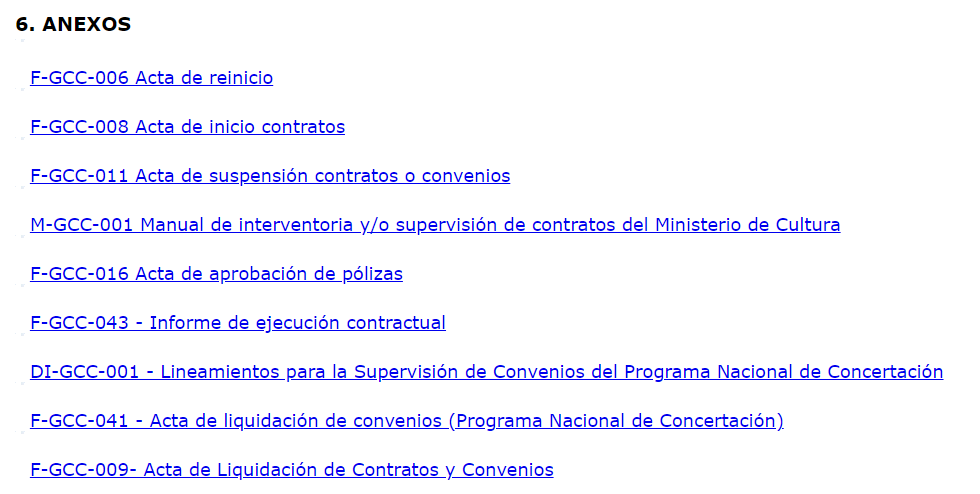 6. ANEXOS
F-GCC-006 Acta de reinicio
F-GCC-008 Acta de inicio contratos
F-GCC-011 Acta de suspensión contratos o convenios
M-GCC-001 Manual de interventoria y/o supervisión de contratos del Ministerio de Cultura
F-GCC-016 Acta de aprobación de pólizas
F-GCC-043 - Informe de ejecución contractual
DI-GCC-001 - Lineamientos para la Supervisión de Convenios del Programa Nacional de Concertación
F-GCC-041 - Acta de liquidación de convenios (Programa Nacional de Concertación)
F-GCC-009- Acta de Liquidación de Contratos y Convenios